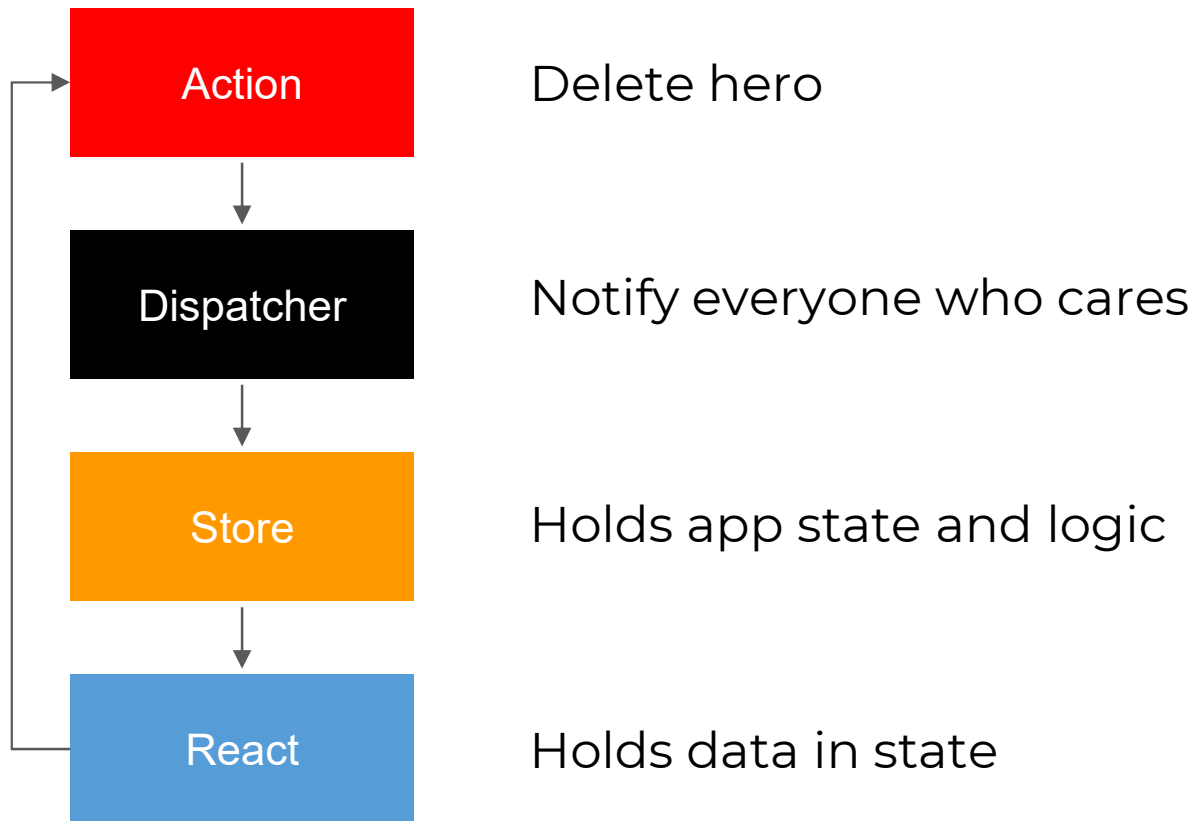 Action
Delete hero
Dispatcher
Notify everyone who cares
Store
Holds app state and logic
React
Holds data in state